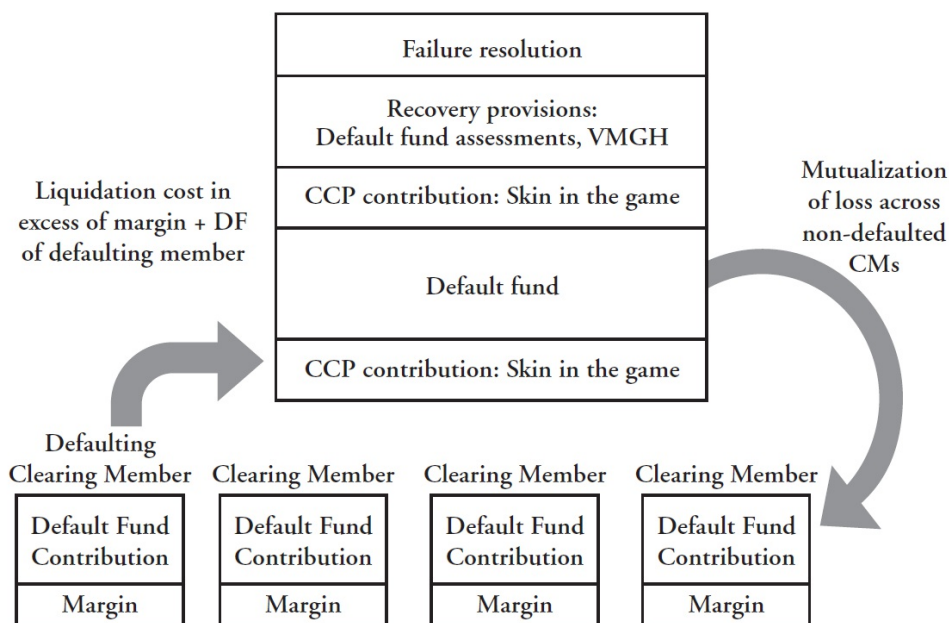 Failure resolution
Recovery provisions:
Default fund assessments, VMGH
CCP contribution: Skin in the game
Default fund
CCP contribution: Skin in the game
Liquidation cost in
excess of margin + DF
of defaulting member
Mutualization
of loss across
non-defaulted
CMs
Defaulting
Clearing Member
Default Fund
Contribution
Margin
Clearing Member
Default Fund
Contribution
Margin
Clearing Member
Default Fund
Contribution
Margin
Clearing Member
Default Fund
Contribution
Margin